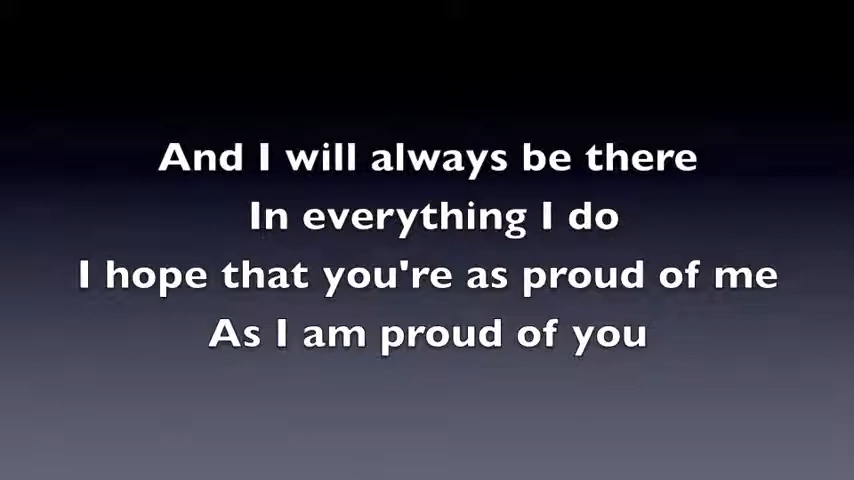 And I will always be there
In everything I do
I hope that you're as proud of me
As I am proud of you